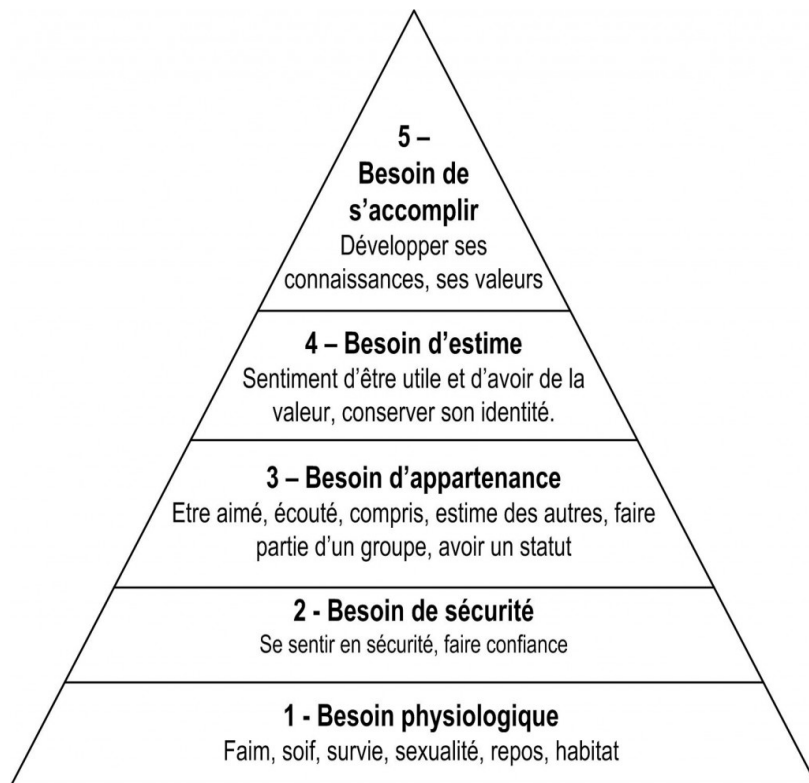 5 –
Besoin de
s’accomplir
Développer ses
connaissances, ses valeurs
4 – Besoin d’estime
Sentiment d’être utile et d’avoir de la
valeur, conserver son identité.
3 – Besoin d’appartenance
Etre aimé, écouté, compris, estime des autres, faire
partie d’un groupe, avoir un statut
2 - Besoin de sécurité
Se sentir en sécurité, faire confiance
1 - Besoin physiologique
Faim, soif, survie, sexualité, repos, habitat